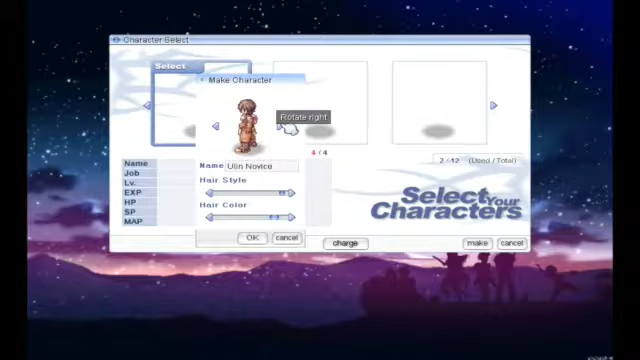 Character Select
Select
Make Character
Rotate right
4 / 4
Name Ulin Novice
Hair Style
Hair Color
OK cancel
Name
Job
Lv.
EXP
HP
SP
MAP
2 / 12 (Used / Total)
Select Your
Characters
charge
make cancel